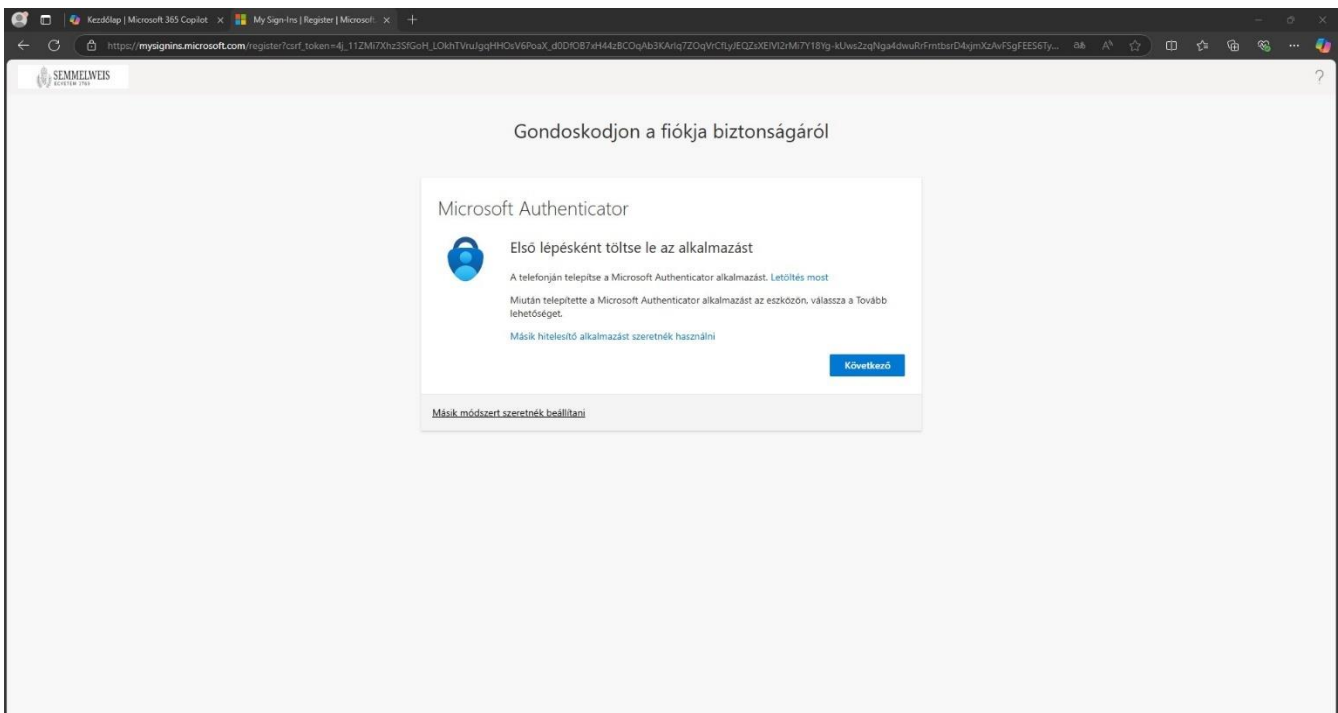 Kezdőlap | Microsoft 365 Copilot
My Sign-Ins | Register | Microsoft
SEMMELWEIS
EGYETEM 1769
?
Gondoskodjon a fiókja biztonságáról
Microsoft Authenticator
Első lépésként töltse le az alkalmazást
A telefonján telepítse a Microsoft Authenticator alkalmazást. Letöltés most
Miután telepítette a Microsoft Authenticator alkalmazást az eszközön, válassza a Tovább
lehetőséget.
Másik hitelesítő alkalmazást szeretnék használni
Következő
Másik módszert szeretnék beállítani